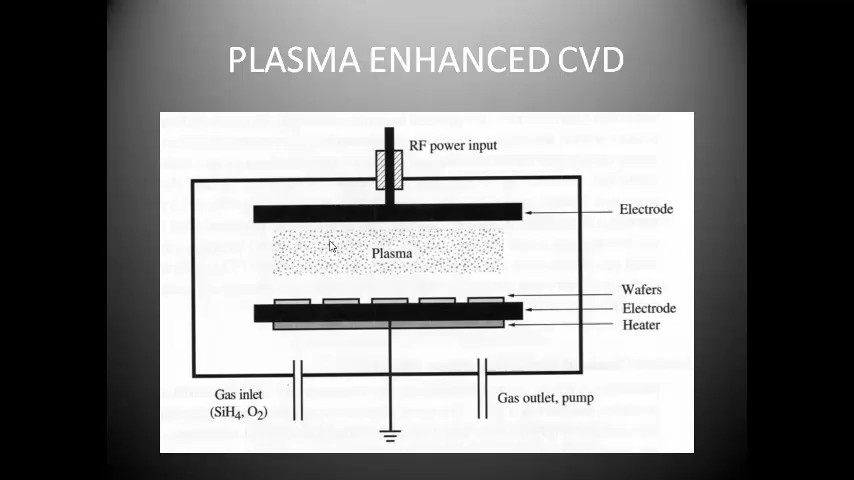 PLASMA ENHANCED CVD
RF power input
Electrode
Plasma
Wafers
Electrode
Heater
Gas inlet
(SiH4, O2)
Gas outlet, pump